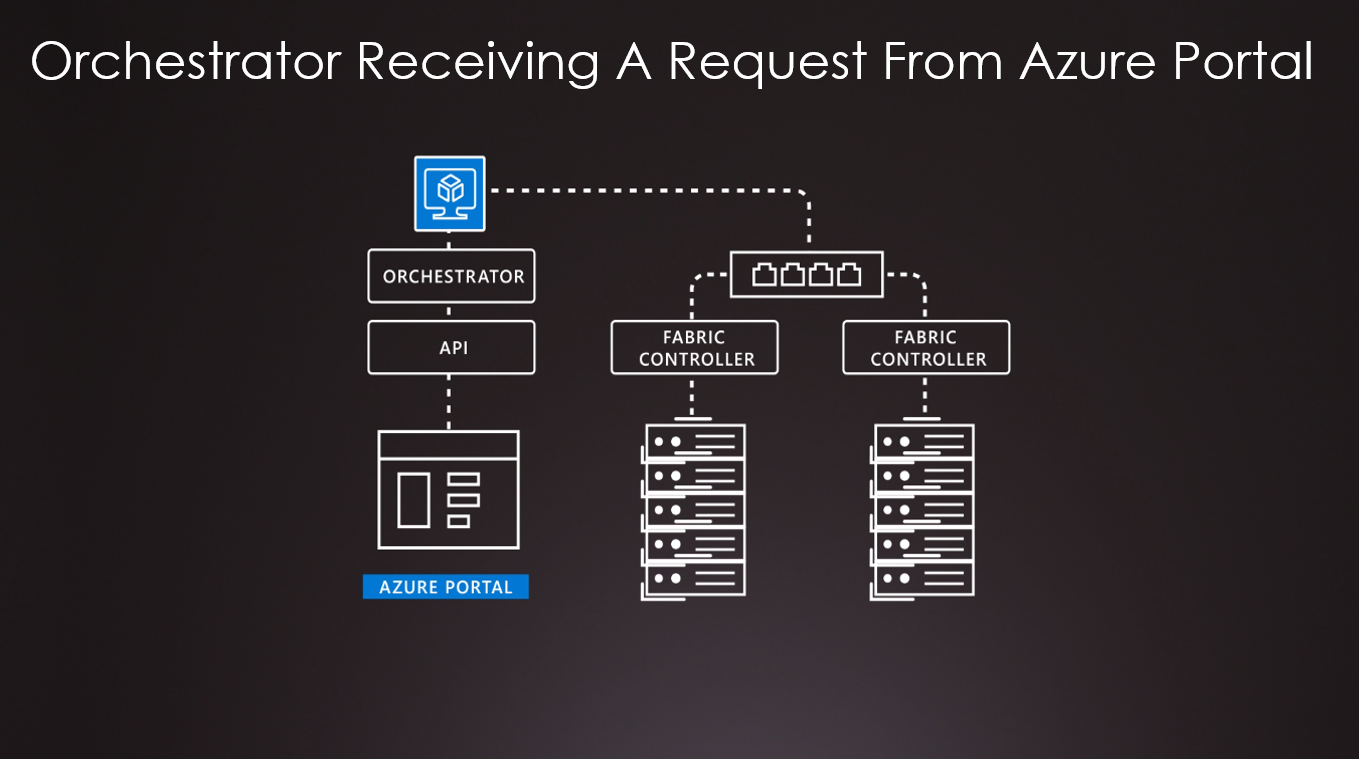 Orchestrator Receiving A Request From Azure Portal
ORCHESTRATOR
API
FABRIC
CONTROLLER
FABRIC
CONTROLLER
AZURE PORTAL